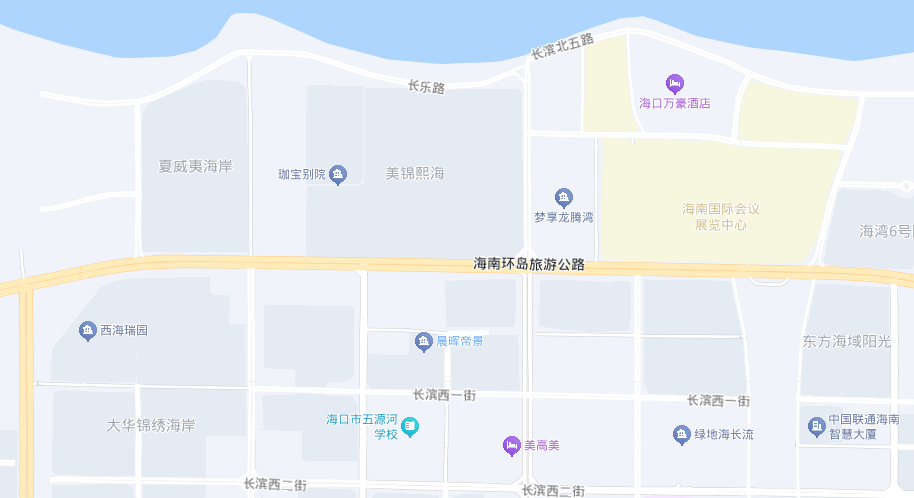 长滨北五路
长乐路
海口万豪酒店
夏威夷海岸
珈宝别院
美锦熙海
梦享龙腾湾
海南国际会议
展览中心
海湾6号
海南环岛旅游公路
西海瑞园
晨晖帝景
东方海域阳光
长滨西一街
长滨西一街
大华锦绣海岸
海口市五源河
学校
美高美
绿地海长流
中国联通海南
智慧大厦
长滨西二街
长滨西二街